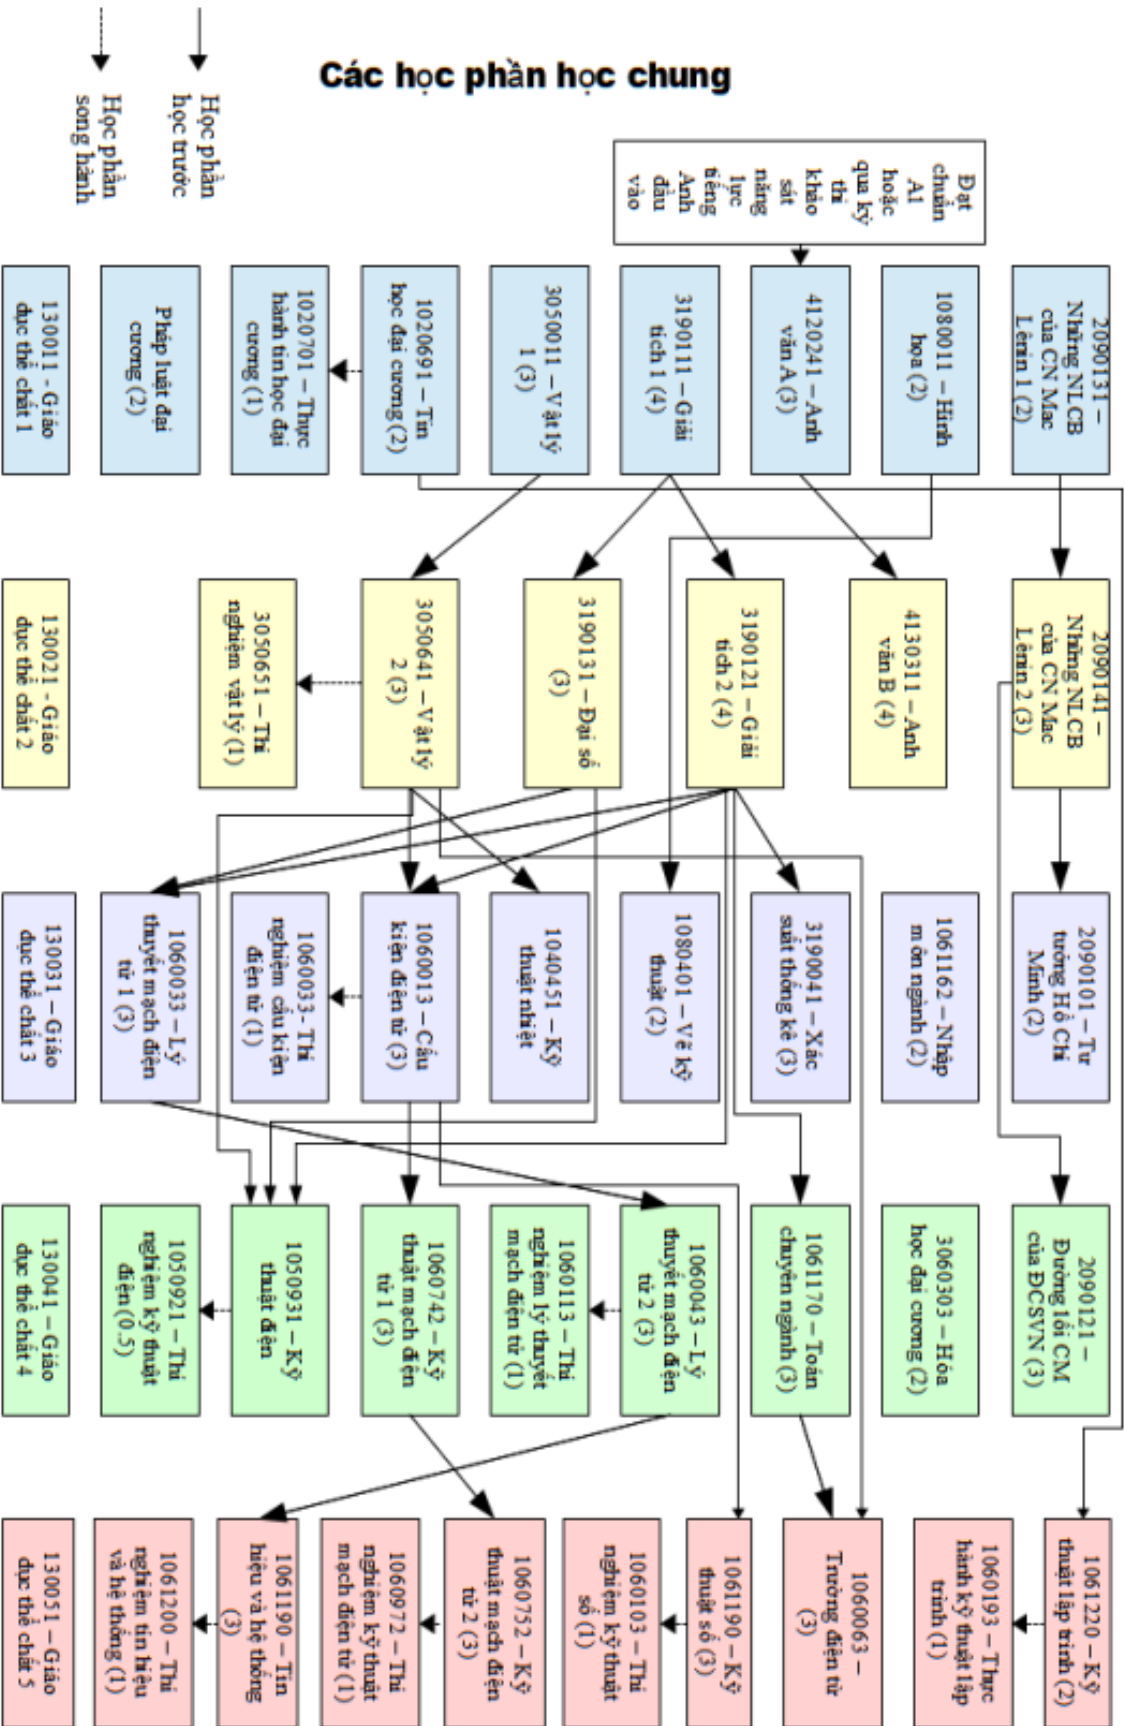 Các học phần học chung
Học phần
học trước
Học phần
song hành
Đạt
chuẩn
A1
hoặc
qua kỳ
thi
khảo
sát
năng
lực
tiếng
Anh
đầu
vào
2090131 –
Những NLCB
của CN Mac
Lênin 1 (2)
1080011 – Hình
họa (2)
4120241 – Anh
văn A (3)
3190111 – Giải
tích 1 (4)
3050011 – Vật lý
1 (3)
1020691 – Tin
học đại cương (2)
1020701 – Thực
hành tin học đại
cương (1)
Pháp luật đại
cương (2)
130011 - Giáo
dục thể chất 1
2090141 –
Những NLCB
của CN Mac
Lênin 2 (3)
4130311 – Anh
văn B (4)
3190121 – Giải
tích 2 (4)
3190131 – Đại số
(3)
3050641 – Vật lý
2 (3)
3050651 – Thí
nghiệm vật lý (1)
130021 - Giáo
dục thể chất 2
2090101 – Tư
tưởng Hồ Chí
Minh (2)
1061162 – Nhập
môn ngành (2)
3190041 – Xác
suất thống kê (3)
1080401 – Vẽ kỹ
thuật (2)
1040451 – Kỹ
thuật nhiệt
1060013 – Cấu
kiện điện tử (3)
1060033- Thí
nghiệm cấu kiện
điện tử (1)
1060033 – Lý
thuyết mạch điện
tử 1 (3)
130031 – Giáo
dục thể chất 3
2090121 –
Đường lối CM
của ĐCSVN (3)
3060303 – Hóa
học đại cương (2)
1061170 – Toán
chuyên ngành (3)
1060043 – Lý
thuyết mạch điện
tử 2 (3)
1060113 – Thí
nghiệm lý thuyết
mạch điện tử (1)
1060742 – Kỹ
thuật mạch điện
tử 1 (3)
1050931 – Kỹ
thuật điện
1050921 – Thí
nghiệm kỹ thuật
điện (0.5)
130041 – Giáo
dục thể chất 4
1061220 – Kỹ
thuật lập trình (2)
1060193 – Thực
hành kỹ thuật lập
trình (1)
1060063 –
Trường điện từ
(3)
1061190 – Kỹ
thuật số (3)
1060103 – Thí
nghiệm kỹ thuật
số (1)
1060752 – Kỹ
thuật mạch điện
tử 2 (3)
1060972 – Thí
nghiệm kỹ thuật
mạch điện tử (1)
1061190 – Tín
hiệu và hệ thống
(3)
1061200 – Thí
nghiệm tín hiệu
và hệ thống (1)
130051 – Giáo
dục thể chất 5